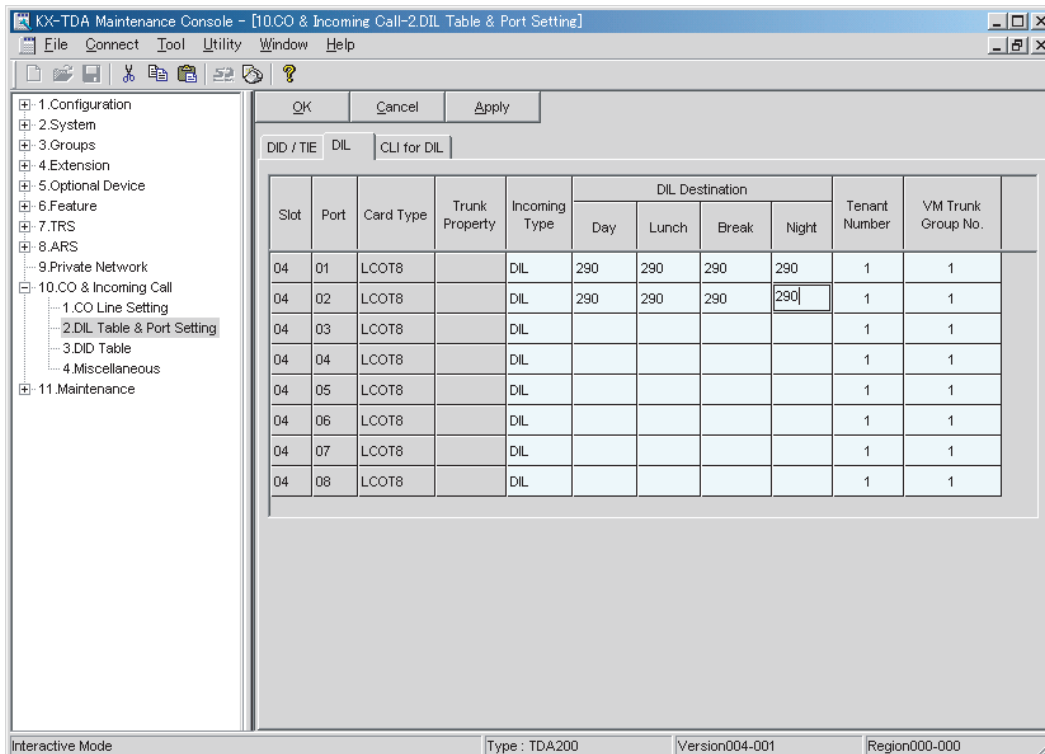 KX-TDA Maintenance Console - [10.CO & Incoming Call-2.DIL Table & Port Setting]
File Connect Tool Utility Window Help
1.Configuration
2.System
3.Groups
4.Extension
5.Optional Device
6.Feature
7.TRS
8.ARS
9.Private Network
10.CO & Incoming Call
1.CO Line Setting
2.DIL Table & Port Setting
3.DID Table
4.Miscellaneous
11.Maintenance
OK Cancel Apply
DID / TIE DIL CLI for DIL
Slot Port Card Type Trunk Property Incoming Type DIL Destination Day Lunch Break Night Tenant Number VM Trunk Group No.
04 01 LCOT8 DIL 290 290 290 290 1 1
04 02 LCOT8 DIL 290 290 290 290 1 1
04 03 LCOT8 DIL 1 1
04 04 LCOT8 DIL 1 1
04 05 LCOT8 DIL 1 1
04 06 LCOT8 DIL 1 1
04 07 LCOT8 DIL 1 1
04 08 LCOT8 DIL 1 1
Interactive Mode Type : TDA200 Version004-001 Region000-000